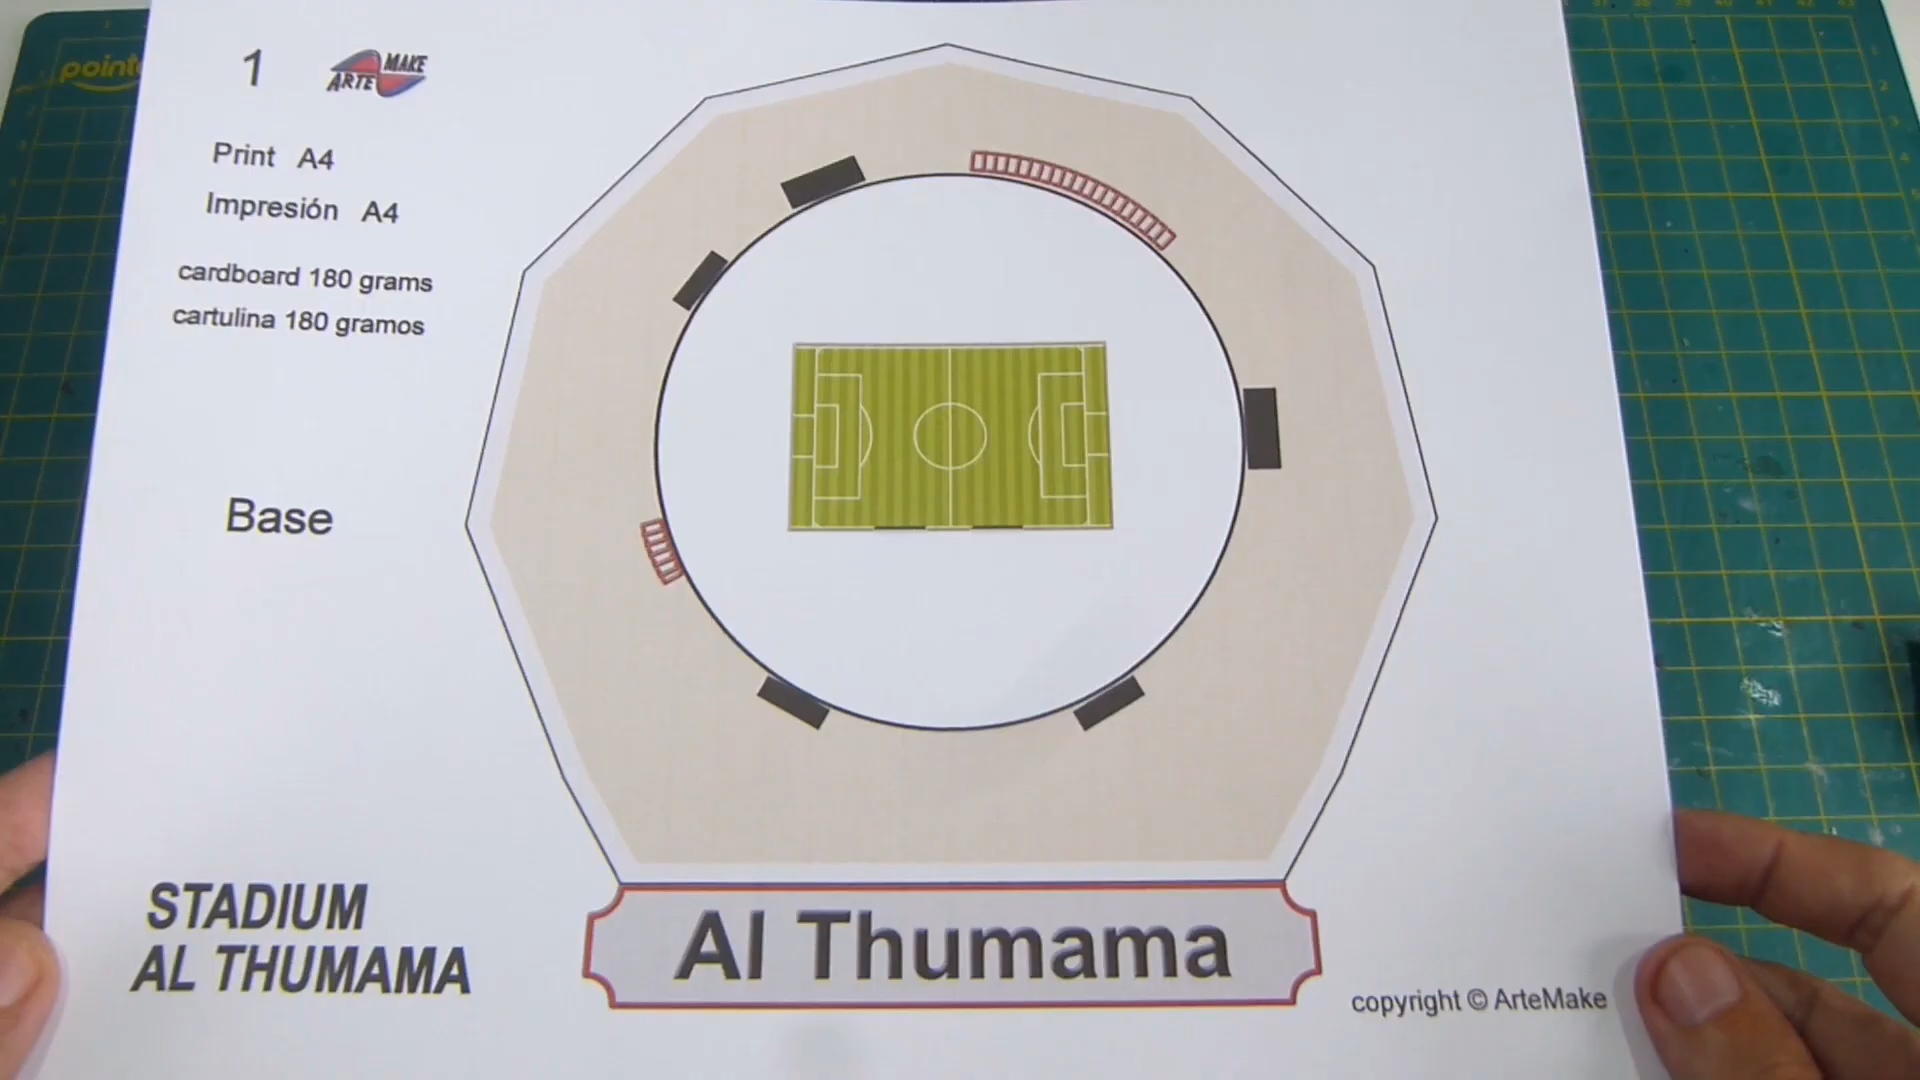 1
ARTE MAKE
Print A4
Impresión A4
cardboard 180 grams
cartulina 180 gramos
Base
STADIUM
AL THUMAMA
Al Thumama
copyright © ArteMake